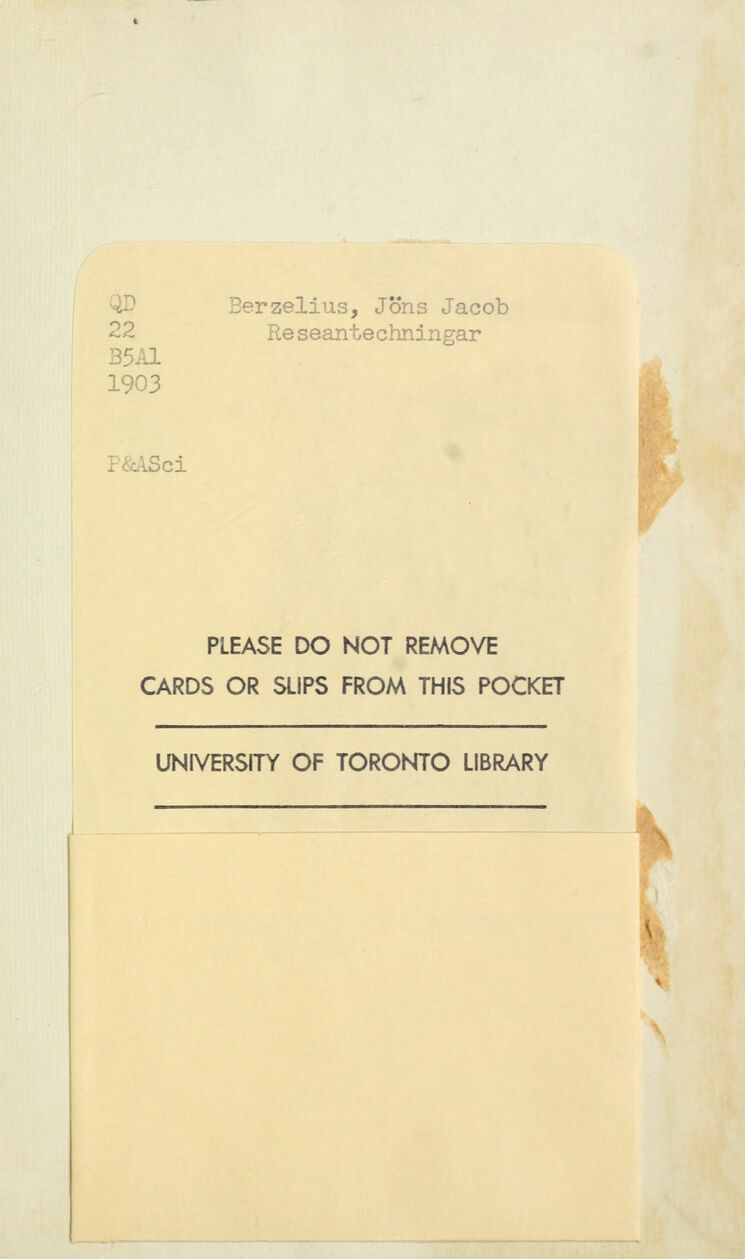 QD Berzelius, Jöns Jacob
22 Reseantechningar
B5A1
1903
P&ASci
PLEASE DO NOT REMOVE
CARDS OR SLIPS FROM THIS POCKET
UNIVERSITY OF TORONTO LIBRARY